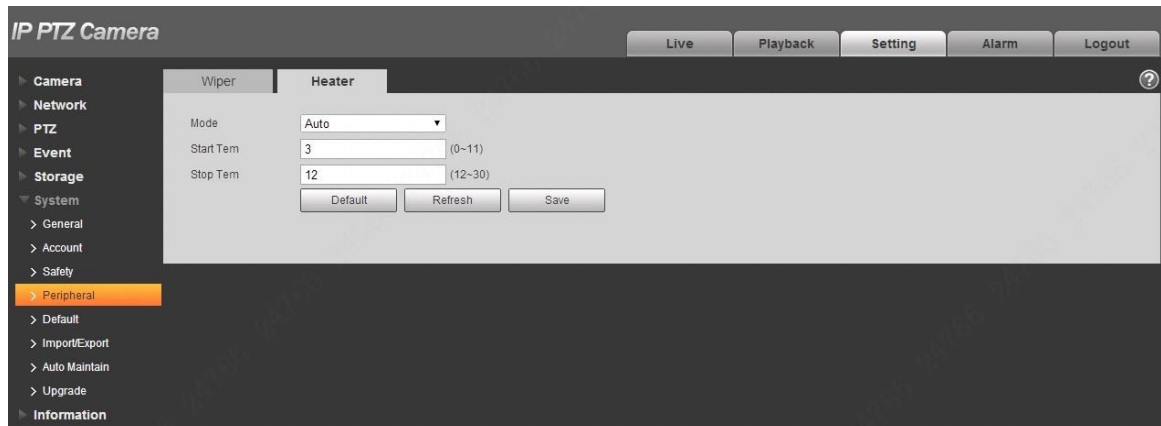 IP PTZ Camera
Live Playback Setting Alarm Logout
Camera
Network
PTZ
Event
Storage
System
General
Account
Safety
Peripheral
Default
Import/Export
Auto Maintain
Upgrade
Information
Wiper Heater ?
Mode Auto
Start Tem 3 (0~11)
Stop Tem 12 (12~30)
Default Refresh Save